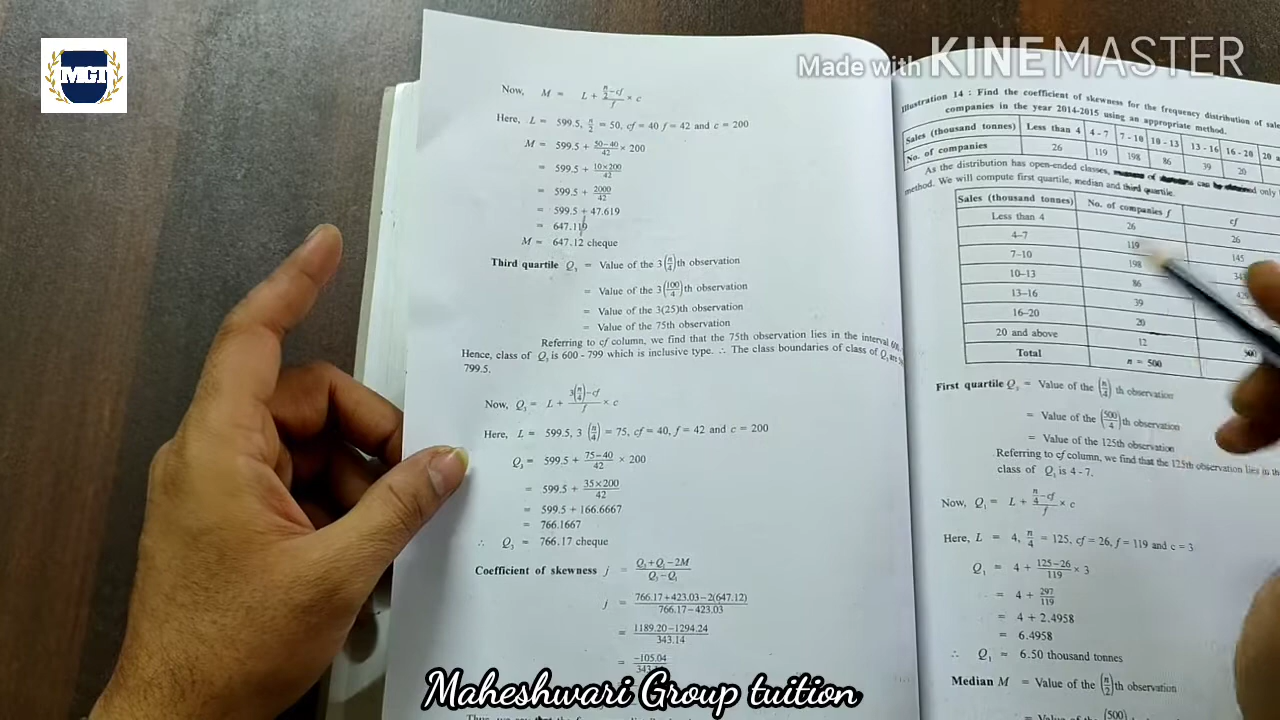 MGT
Made with KINEMASTER
Now, M = L + (n/2 − cf)/f × c
Here, L = 599.5, n/2 = 50, cf = 40 f = 42 and c = 200
M = 599.5 + (50−40)/42 × 200
= 599.5 + (10×200)/42
= 599.5 + 2000/42
= 599.5 + 47.619
= 647.119
M = 647.12 cheque
Third quartile Q₃ = Value of the 3(n/4)th observation
= Value of the 3(100/4)th observation
= Value of the 3(25)th observation
= Value of the 75th observation
Referring to cf column, we find that the 75th observation lies in the interval
Hence, class of Q₃ is 600 - 799 which is inclusive type. ∴ The class boundaries of class of Q₃ are
799.5.
Now, Q₃ = L + (3(n/4) − cf)/f × c
Here, L = 599.5, 3 (n/4) = 75, cf = 40, f = 42 and c = 200
Q₃ = 599.5 + (75−40)/42 × 200
= 599.5 + (35×200)/42
= 599.5 + 166.6667
= 766.1667
∴ Q₃ = 766.17 cheque
Coefficient of skewness j = (Q₃+Q₁−2M)/(Q₃−Q₁)
j = (766.17+423.03−2(647.12))/(766.17−423.03)
= (1189.20−1294.24)/343.14
= −105.04
Illustration 14 : Find the coefficient of skewness for the frequency distribution of
companies in the year 2014-2015 using an appropriate method.
Sales (thousand tonnes) Less than 4 4 - 7 7 - 10 10 - 13 13 - 16 16 - 20
No. of companies 26 119 198 86 39 20
As the distribution has open-ended classes, only
method. We will compute first quartile, median and third quartile.
Sales (thousand tonnes) No. of companies f cf
Less than 4 26 26
4–7 119 145
7–10 198
10–13 86
13–16 39
16–20 20
20 and above 12
Total n = 500
First quartile = Value of the (n/4) th observation
= Value of the (500/4)th observation
= Value of the 125th observation
Referring to cf column, we find that the 125th observation lies in
class of Q₁ is 4 - 7.
Now, Q₁ = L + (n/4 − cf)/f × c
Here, L = 4, n/4 = 125, cf = 26, f = 119 and c = 3
Q₁ = 4 + (125−26)/119 × 3
= 4 + 297/119
= 4 + 2.4958
= 6.4958
∴ Q₁ = 6.50 thousand tonnes
Median M = Value of the (n/2)th observation
Maheshwari Group tuition